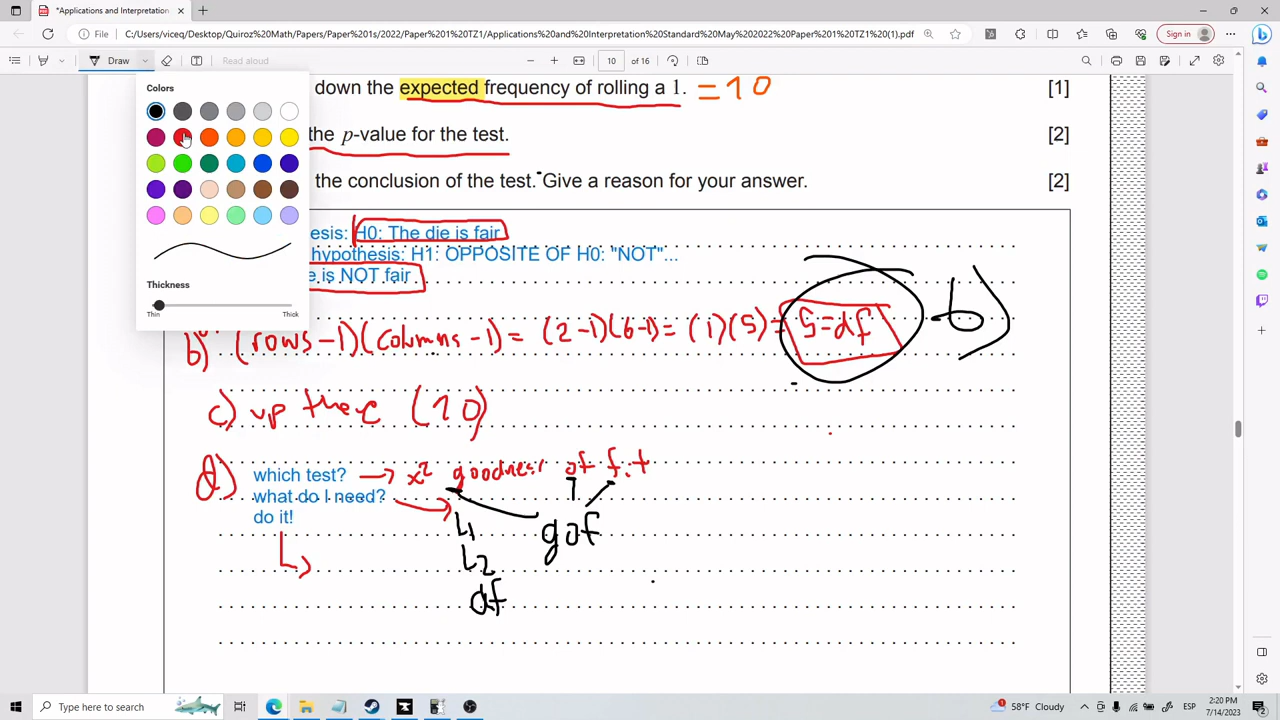 *Applications and Interpretation
File
C:/Users/viceq/Desktop/Quiroz%20Math/Papers/Paper%201s/2022/Paper%201%20TZ1%20/Applications%20and%20Interpretation%20Standard%20May%202022%20Paper%201%20TZ1%20(1).pdf
Sign in
Draw
Read aloud
10 of 16
Colors
Thickness
Thin Thick
down the expected frequency of rolling a 1. = 10 [1]
the p-value for the test. [2]
the conclusion of the test. Give a reason for your answer. [2]
esis: H0: The die is fair
hypothesis: H1: OPPOSITE OF H0: "NOT"...
e is NOT fair
b) (rows -1)(columns -1) = (2-1)(6-1) = (1)(5) = 5=df - b)
c) up there (10)
d) which test? → x² goodness of fit
what do I need?
do it!
L1
gof
L2
df
Type here to search
58°F Cloudy
ESP
2:20 PM
7/14/2023